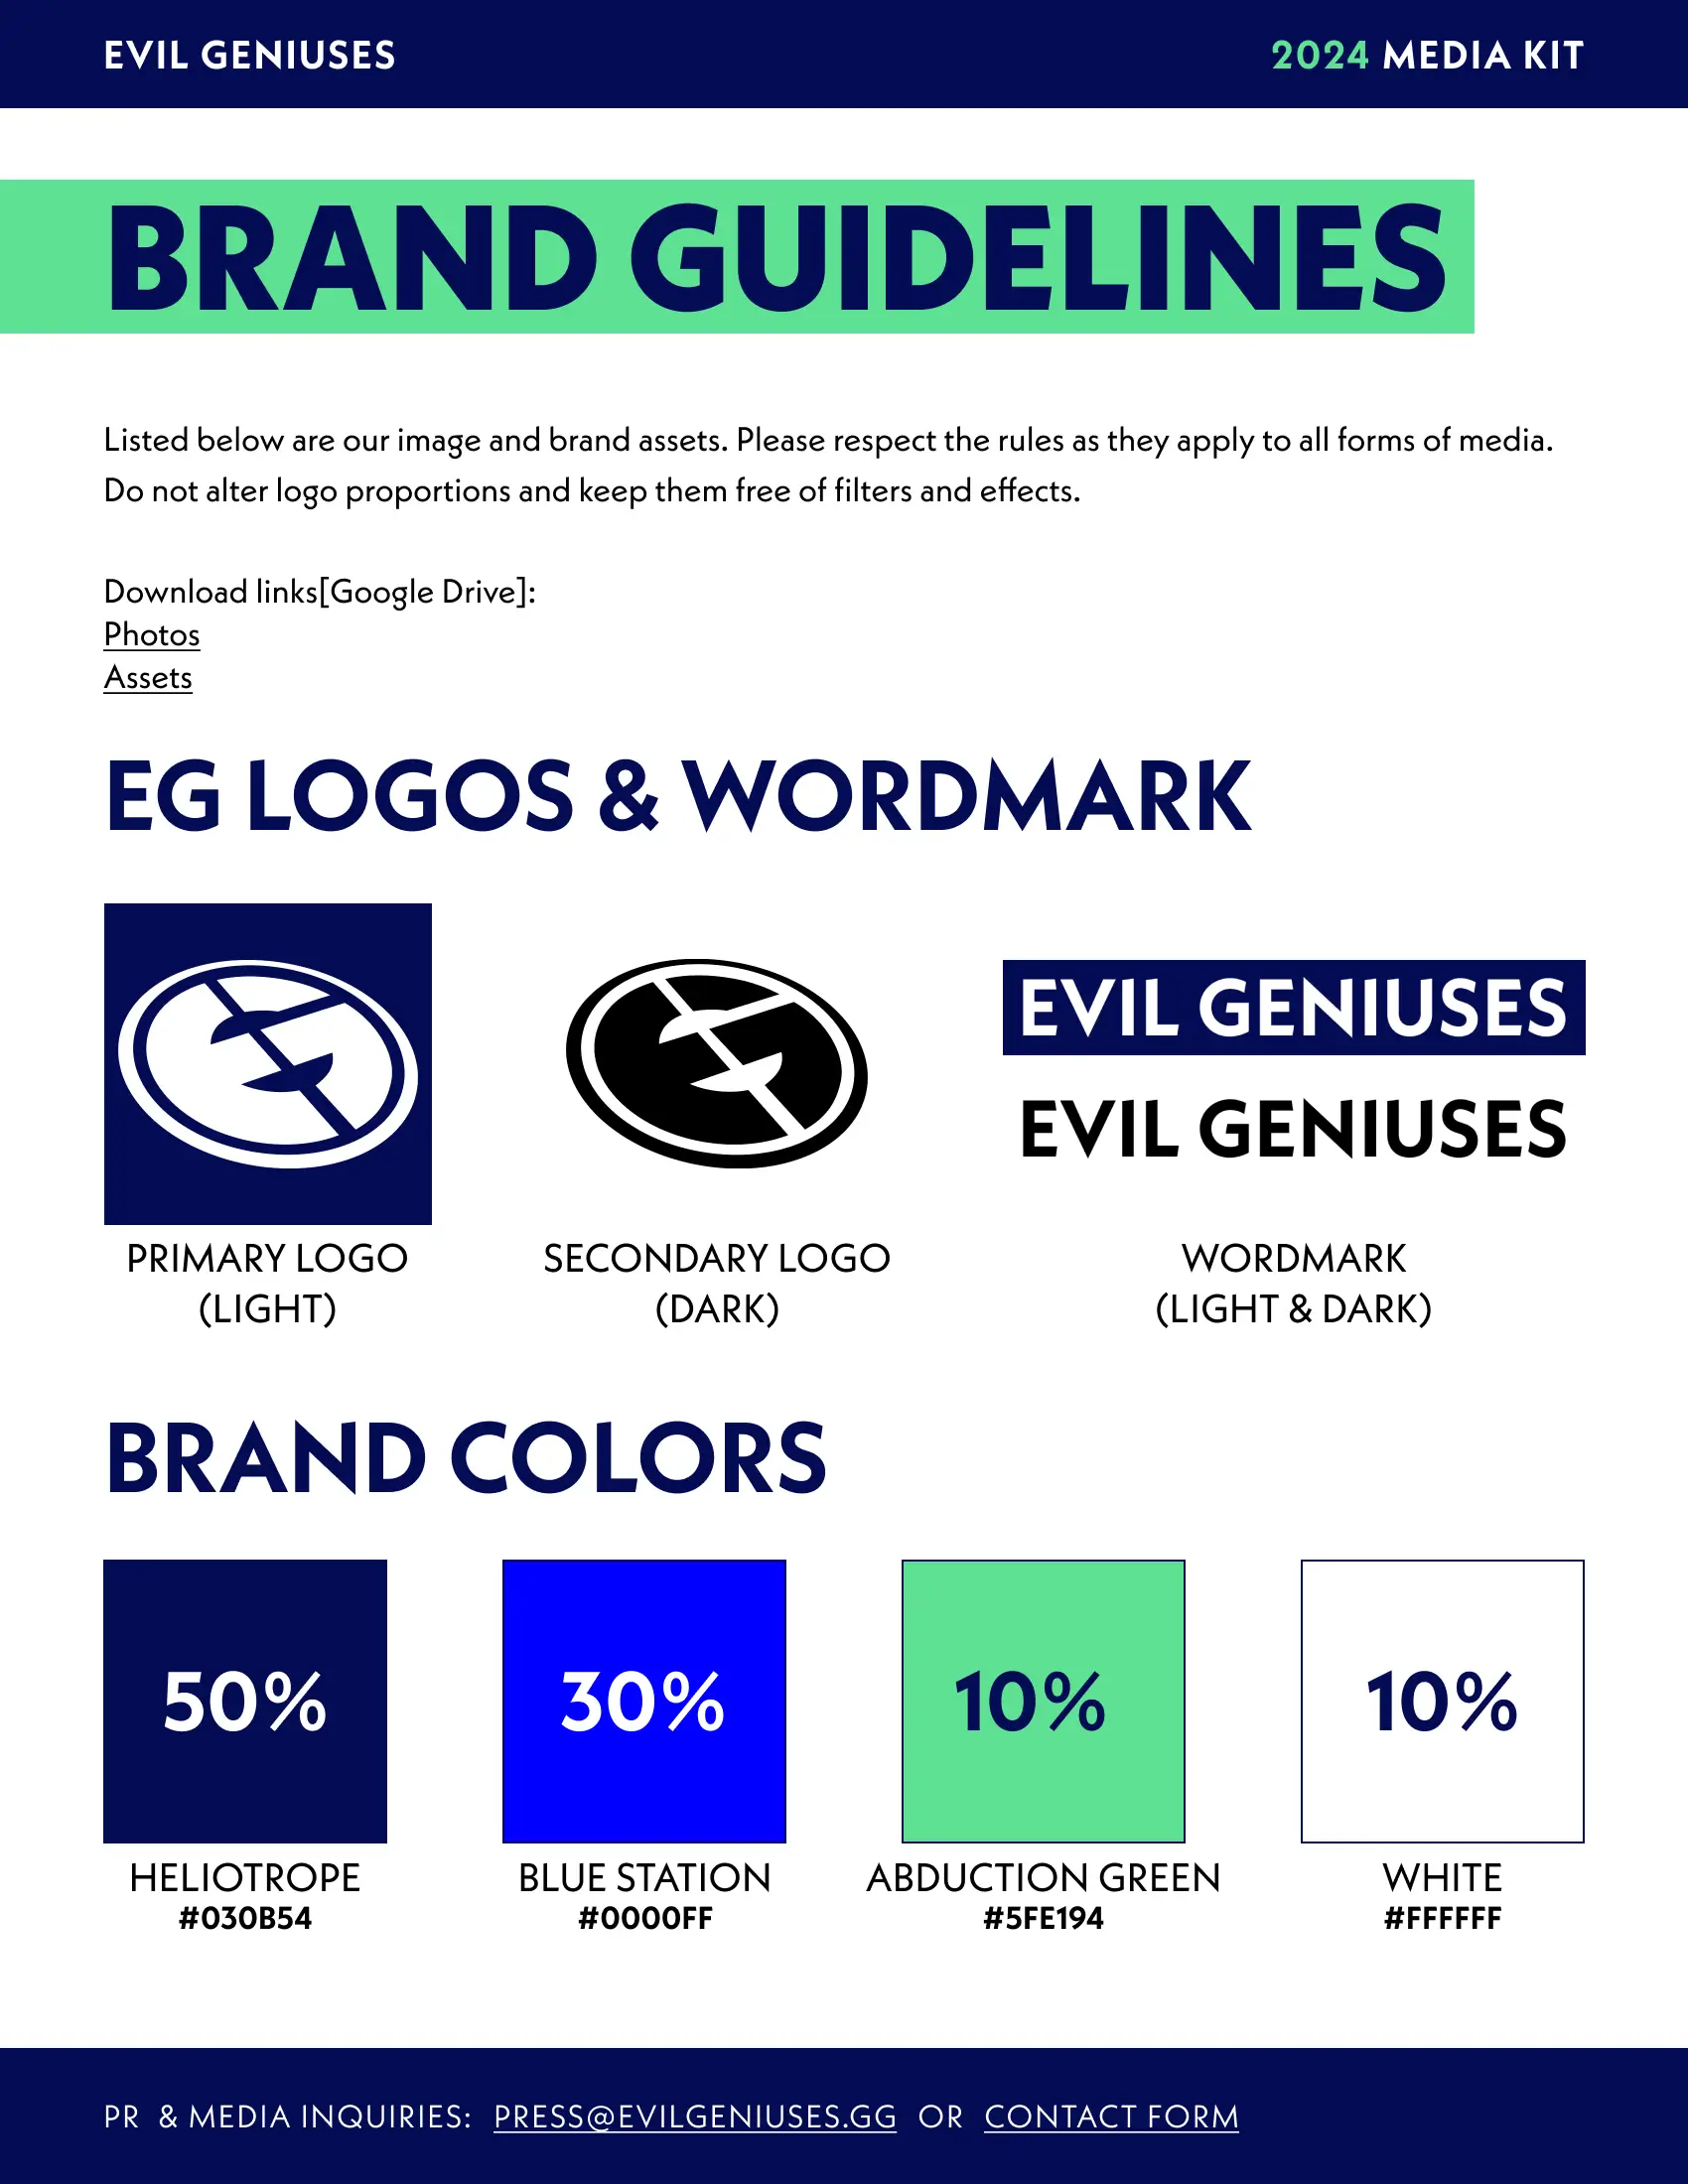 EVIL GENIUSES
2024 MEDIA KIT
BRAND GUIDELINES
Listed below are our image and brand assets. Please respect the rules as they apply to all forms of media.
Do not alter logo proportions and keep them free of filters and effects.
Download links[Google Drive]:
Photos
Assets
EG LOGOS & WORDMARK
EVIL GENIUSES
EVIL GENIUSES
PRIMARY LOGO
(LIGHT)
SECONDARY LOGO
(DARK)
WORDMARK
(LIGHT & DARK)
BRAND COLORS
50%
30%
10%
10%
HELIOTROPE
#030B54
BLUE STATION
#0000FF
ABDUCTION GREEN
#5FE194
WHITE
#FFFFFF
PR & MEDIA INQUIRIES: PRESS@EVILGENIUSES.GG OR CONTACT FORM